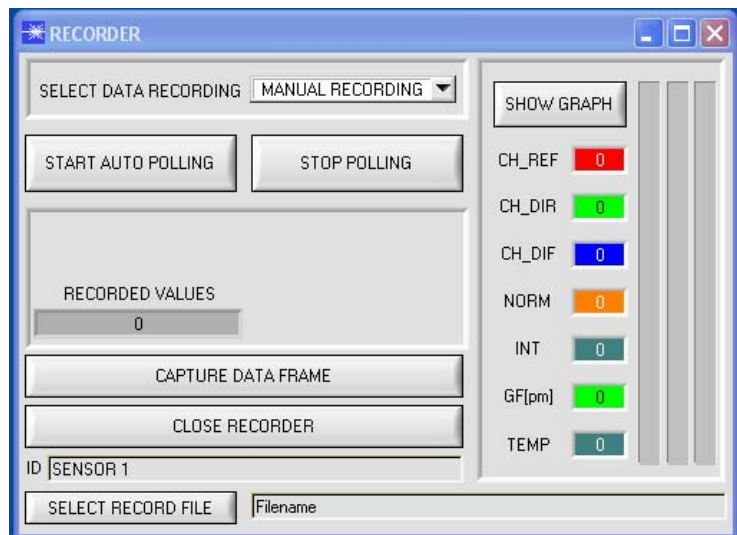 RECORDER
SELECT DATA RECORDING MANUAL RECORDING
START AUTO POLLING STOP POLLING
RECORDED VALUES
0
CAPTURE DATA FRAME
CLOSE RECORDER
ID SENSOR 1
SELECT RECORD FILE Filename
SHOW GRAPH
CH_REF 0
CH_DIR 0
CH_DIF 0
NORM 0
INT 0
GF[pm] 0
TEMP 0